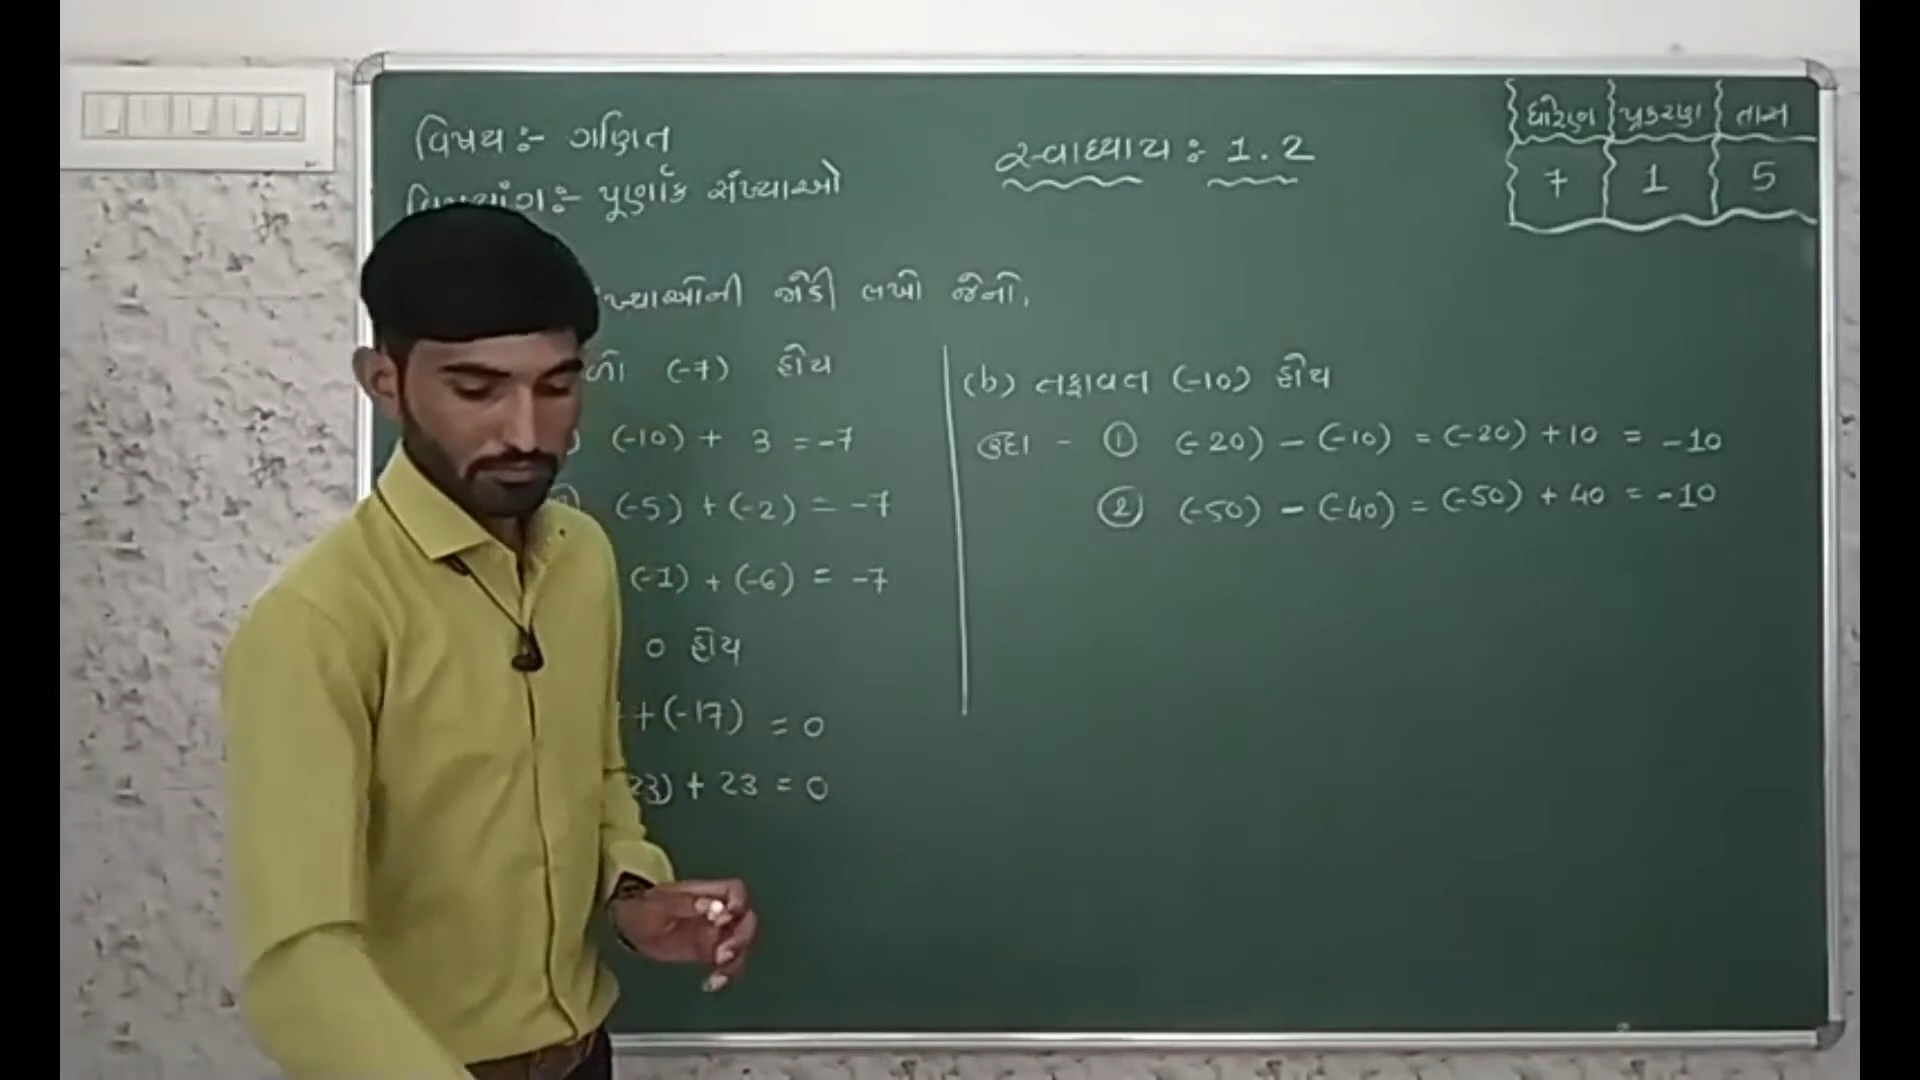 વિષય :- ગણિત
વિષયાંગ :- પૂર્ણાંક સંખ્યાઓ
સ્વાધ્યાય : 1.2
ધોરણ પ્રકરણ તાસ
7 1 5
જોડી લખો જેનો,
(-7) હોય
(-10) + 3 = -7
(-5) + (-2) = -7
(-1) + (-6) = -7
0 હોય
+ (-17) = 0
23) + 23 = 0
(b) તફાવત (-10) હોય
ઉદા - ① (-20) - (-10) = (-20) + 10 = -10
② (-50) - (-40) = (-50) + 40 = -10